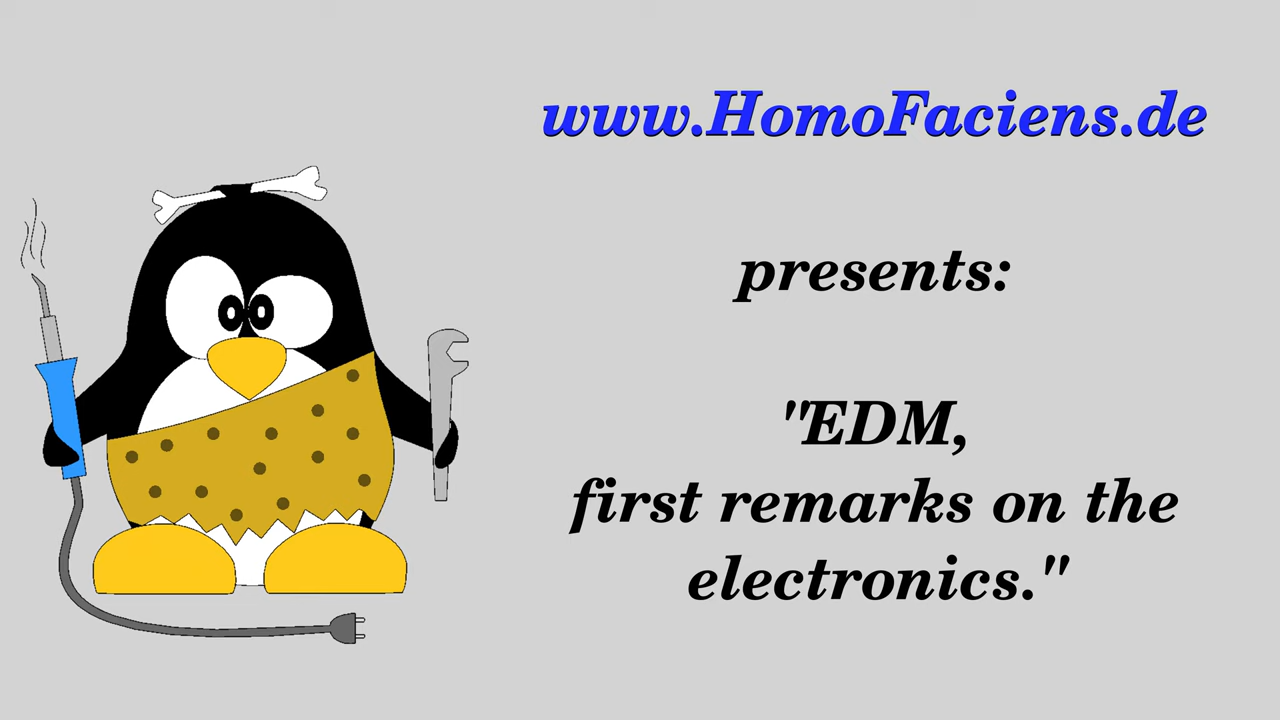 www.HomoFaciens.de
presents:
"EDM,
first remarks on the
electronics."